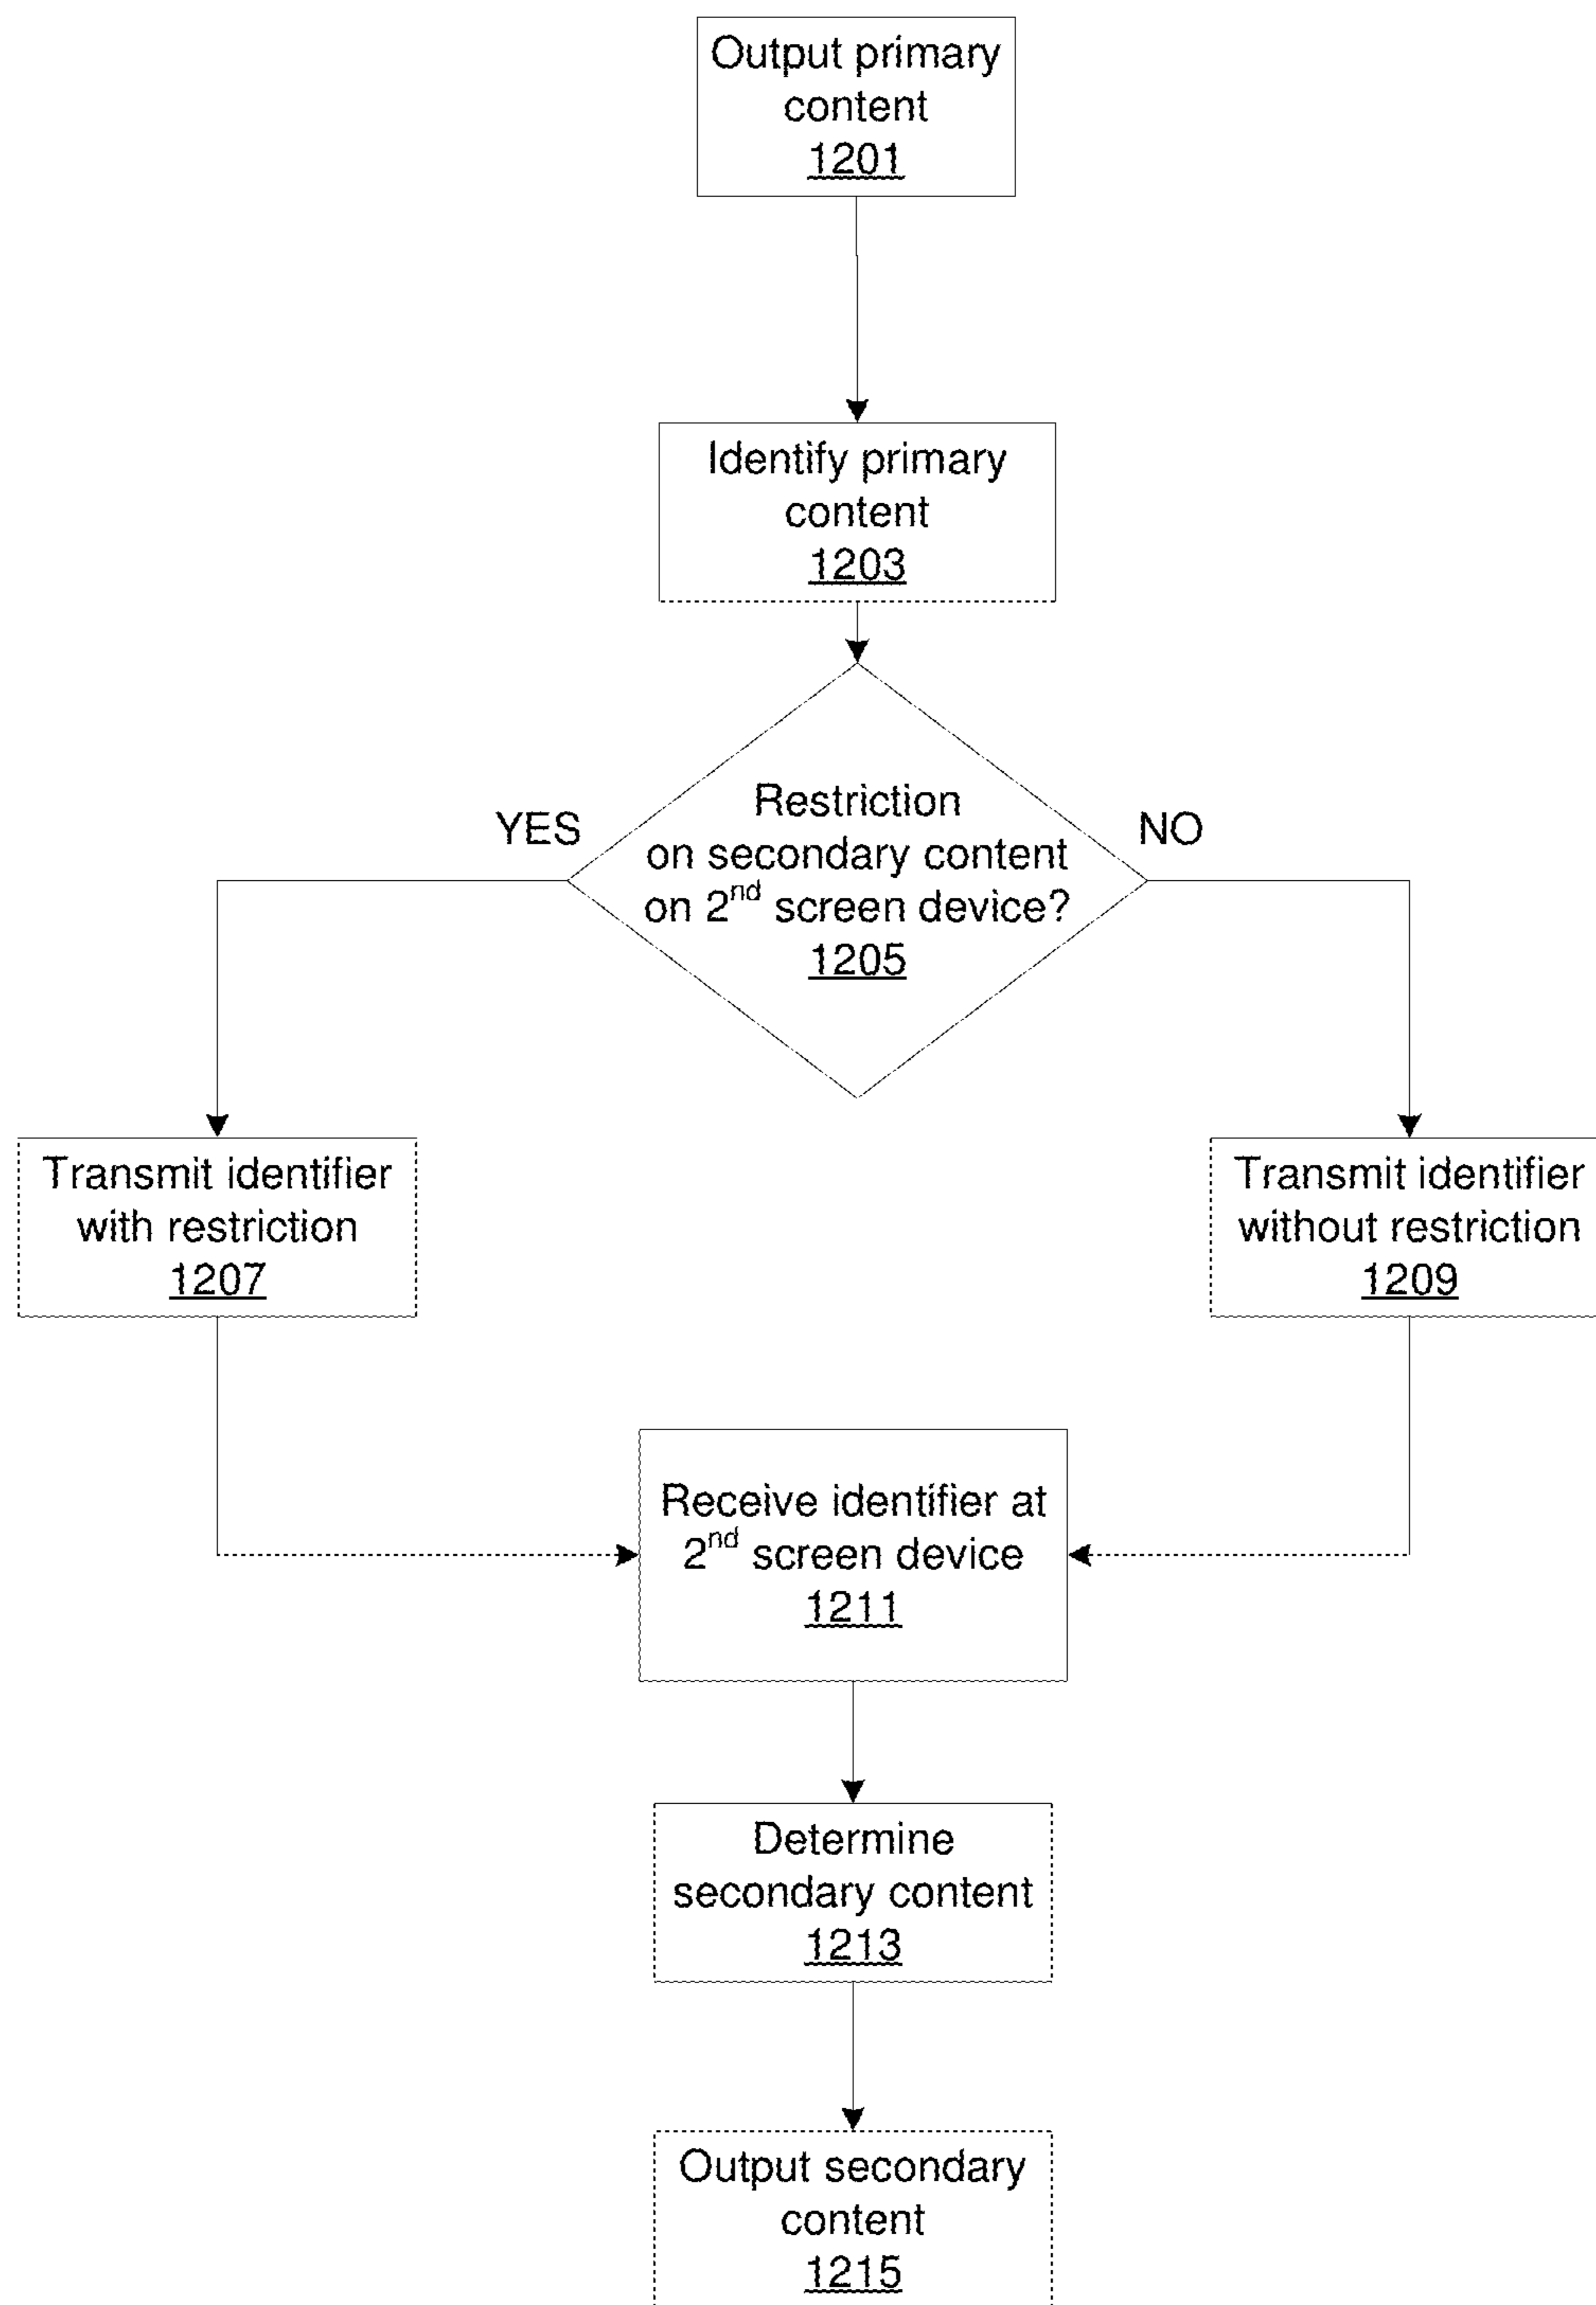 Output primary
content
1201
Identify primary
content
1203
Restriction
on secondary content
on 2nd screen device?
1205
YES
NO
Transmit identifier
with restriction
1207
Transmit identifier
without restriction
1209
Receive identifier at
2nd screen device
1211
Determine
secondary content
1213
Output secondary
content
1215